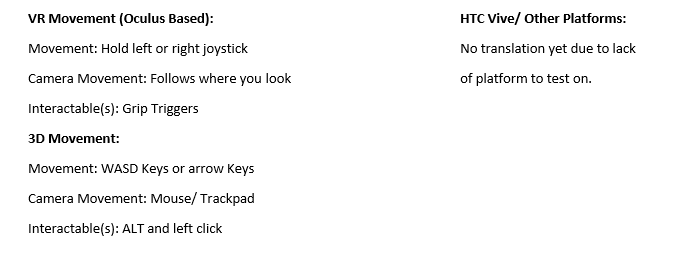 VR Movement (Oculus Based):
Movement: Hold left or right joystick
Camera Movement: Follows where you look
Interactable(s): Grip Triggers
3D Movement:
Movement: WASD Keys or arrow Keys
Camera Movement: Mouse/ Trackpad
Interactable(s): ALT and left click
HTC Vive/ Other Platforms:
No translation yet due to lack
of platform to test on.